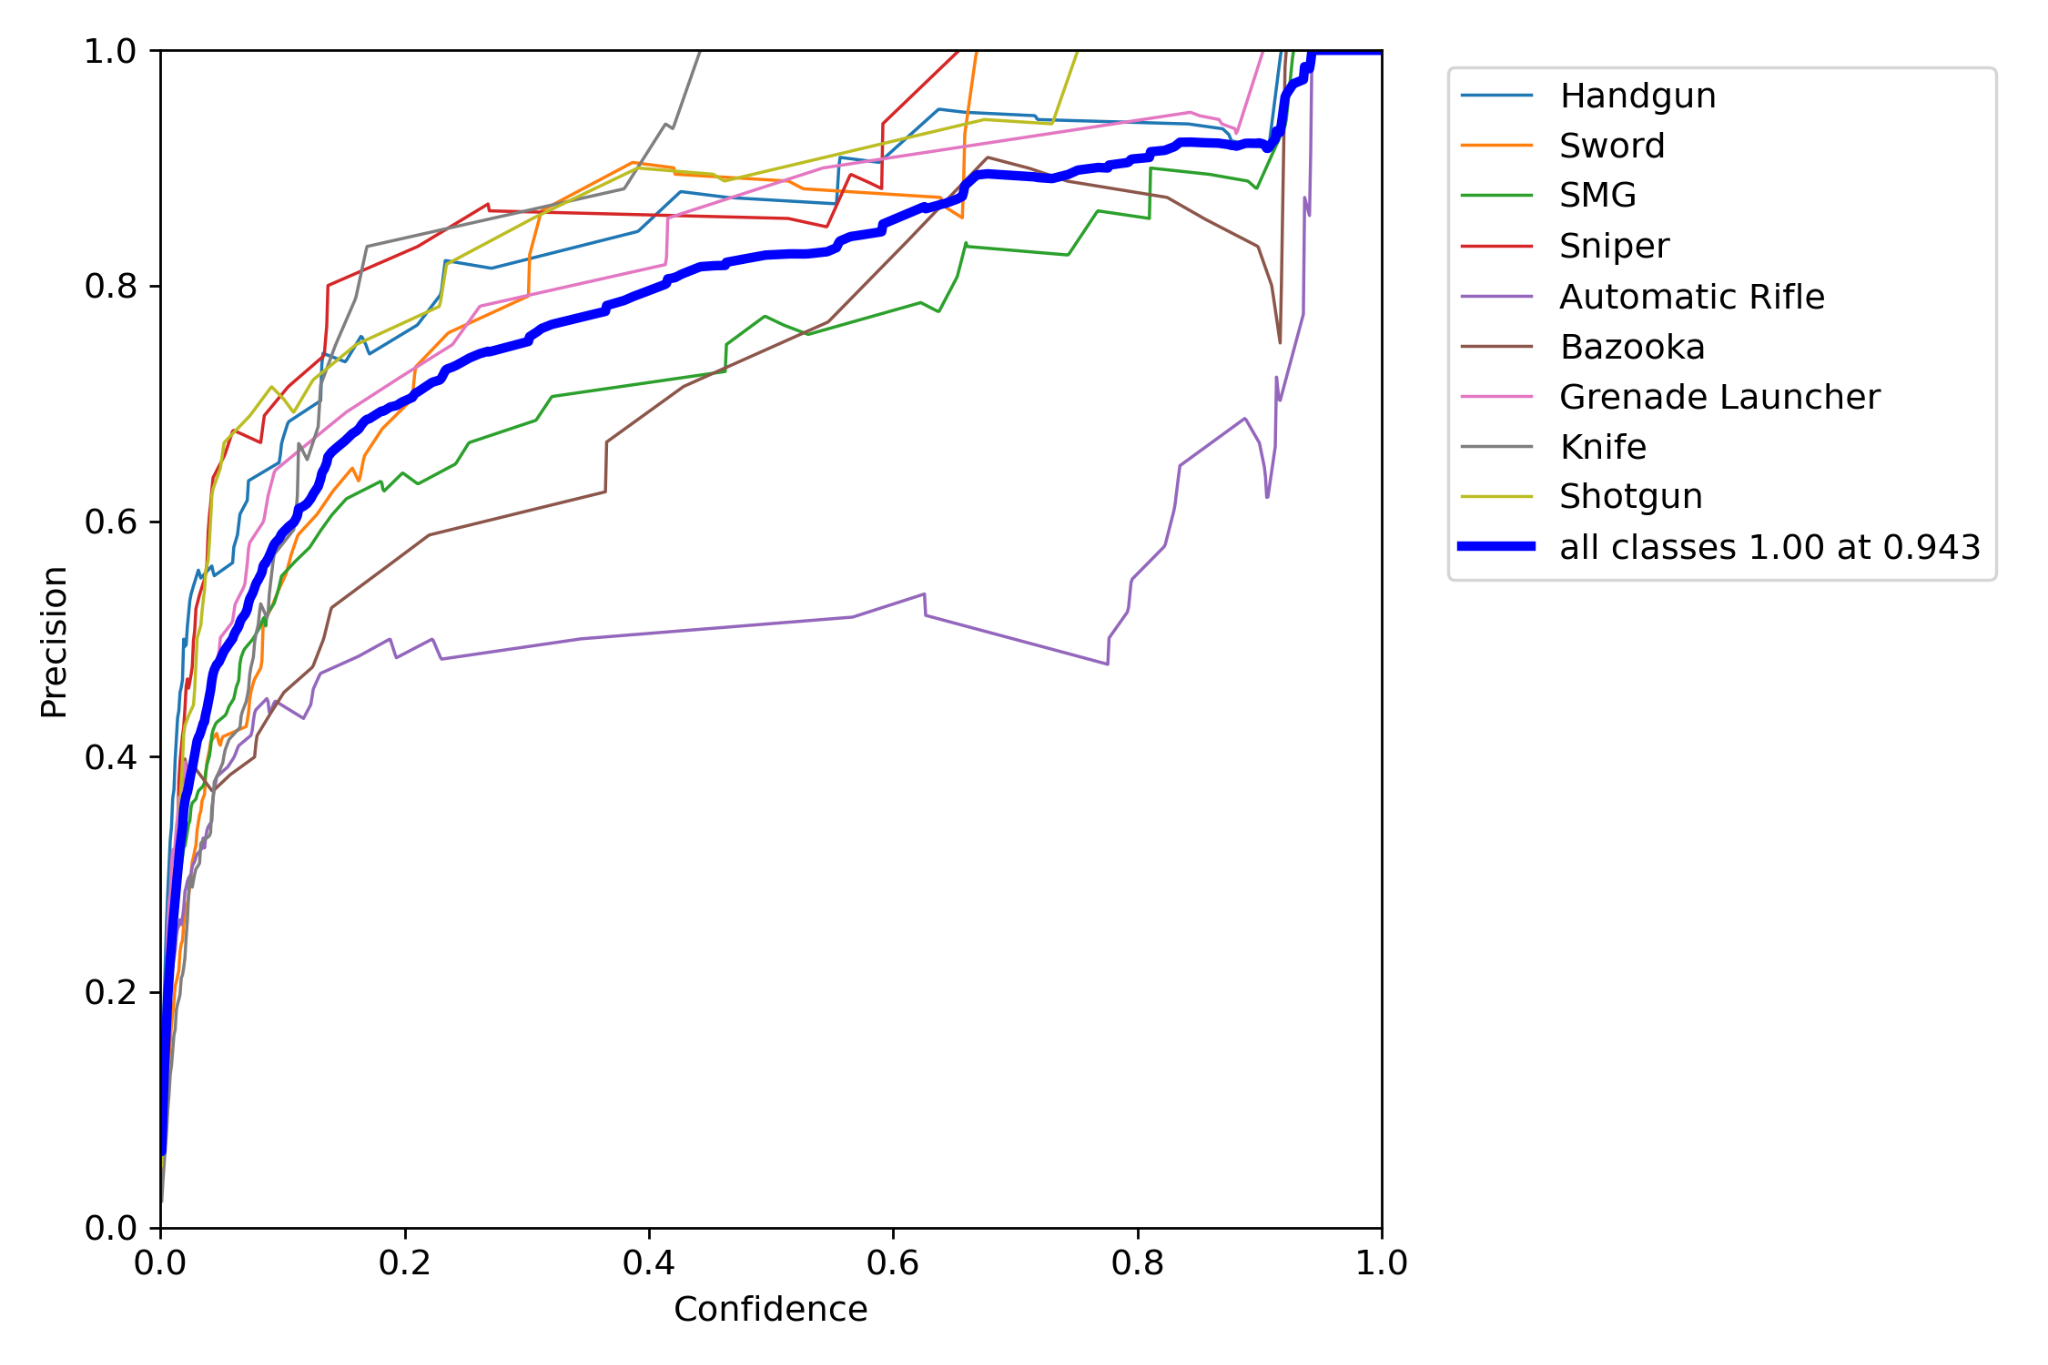 1.0
0.8
0.6
0.4
0.2
0.0
Precision
0.0 0.2 0.4 0.6 0.8 1.0
Confidence
Handgun
Sword
SMG
Sniper
Automatic Rifle
Bazooka
Grenade Launcher
Knife
Shotgun
all classes 1.00 at 0.943